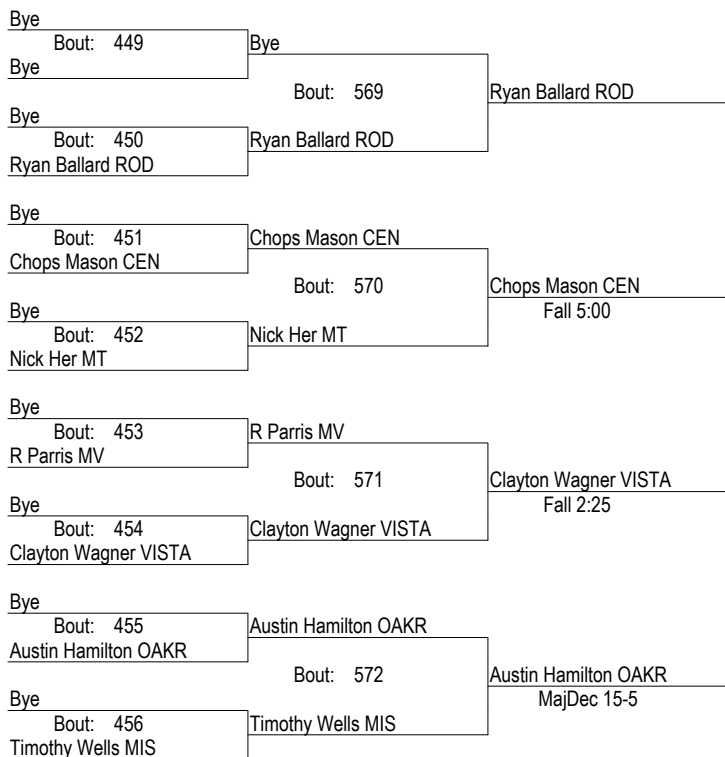 Bye
Bout: 449
Bye
Bye
Bout: 569
Ryan Ballard ROD
Bye
Bout: 450
Ryan Ballard ROD
Ryan Ballard ROD
Bye
Bout: 451
Chops Mason CEN
Chops Mason CEN
Bout: 570
Chops Mason CEN
Fall 5:00
Bye
Bout: 452
Nick Her MT
Nick Her MT
Bye
Bout: 453
R Parris MV
R Parris MV
Bout: 571
Clayton Wagner VISTA
Fall 2:25
Bye
Bout: 454
Clayton Wagner VISTA
Clayton Wagner VISTA
Bye
Bout: 455
Austin Hamilton OAKR
Austin Hamilton OAKR
Bout: 572
Austin Hamilton OAKR
MajDec 15-5
Bye
Bout: 456
Timothy Wells MIS
Timothy Wells MIS